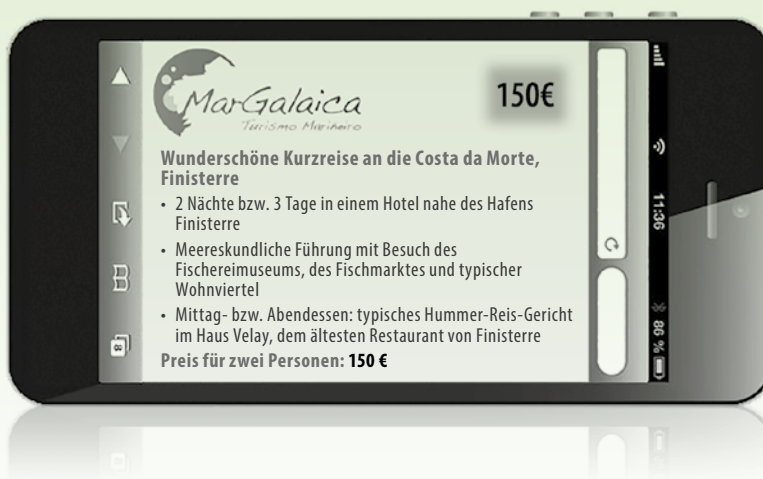 MarGalaica
Turismo Mariñeiro
150€
Wunderschöne Kurzreise an die Costa da Morte,
Finisterre
• 2 Nächte bzw. 3 Tage in einem Hotel nahe des Hafens
Finisterre
• Meereskundliche Führung mit Besuch des
Fischereimuseums, des Fischmarktes und typischer
Wohnviertel
• Mittag- bzw. Abendessen: typisches Hummer-Reis-Gericht
im Haus Velay, dem ältesten Restaurant von Finisterre
Preis für zwei Personen: 150 €
11:36
86 %
8